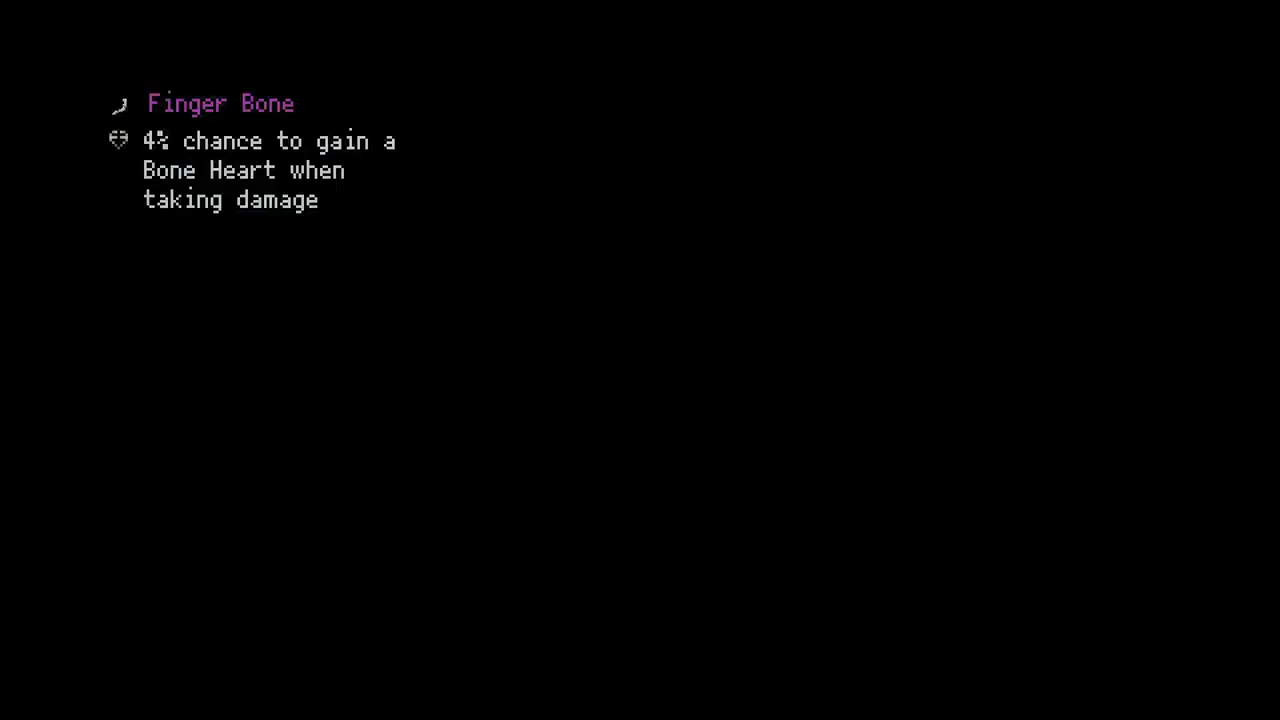 Finger Bone
4% chance to gain a
Bone Heart when
taking damage